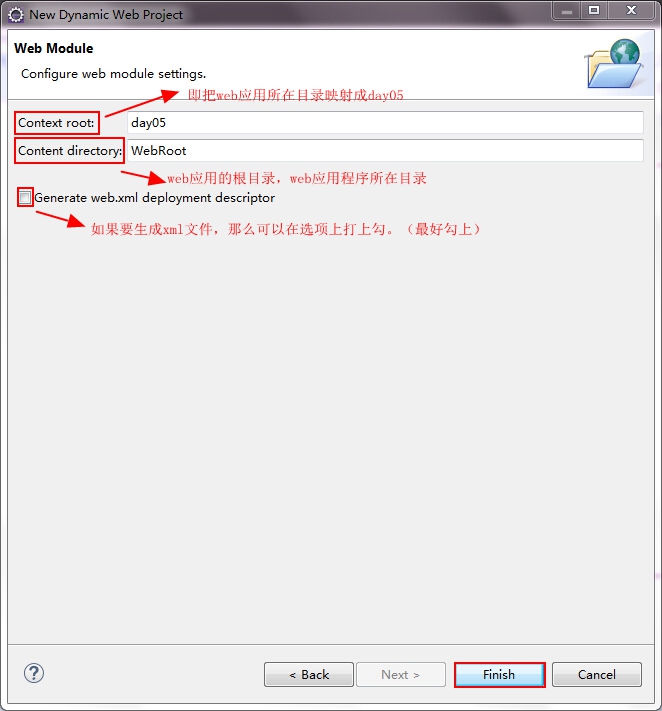 New Dynamic Web Project
Web Module
Configure web module settings.
即把web应用所在目录映射成day05
Context root: day05
Content directory: WebRoot
web应用的根目录，web应用程序所在目录
Generate web.xml deployment descriptor
如果要生成xml文件，那么可以在选项上打上勾。（最好勾上）
? < Back Next > Finish Cancel